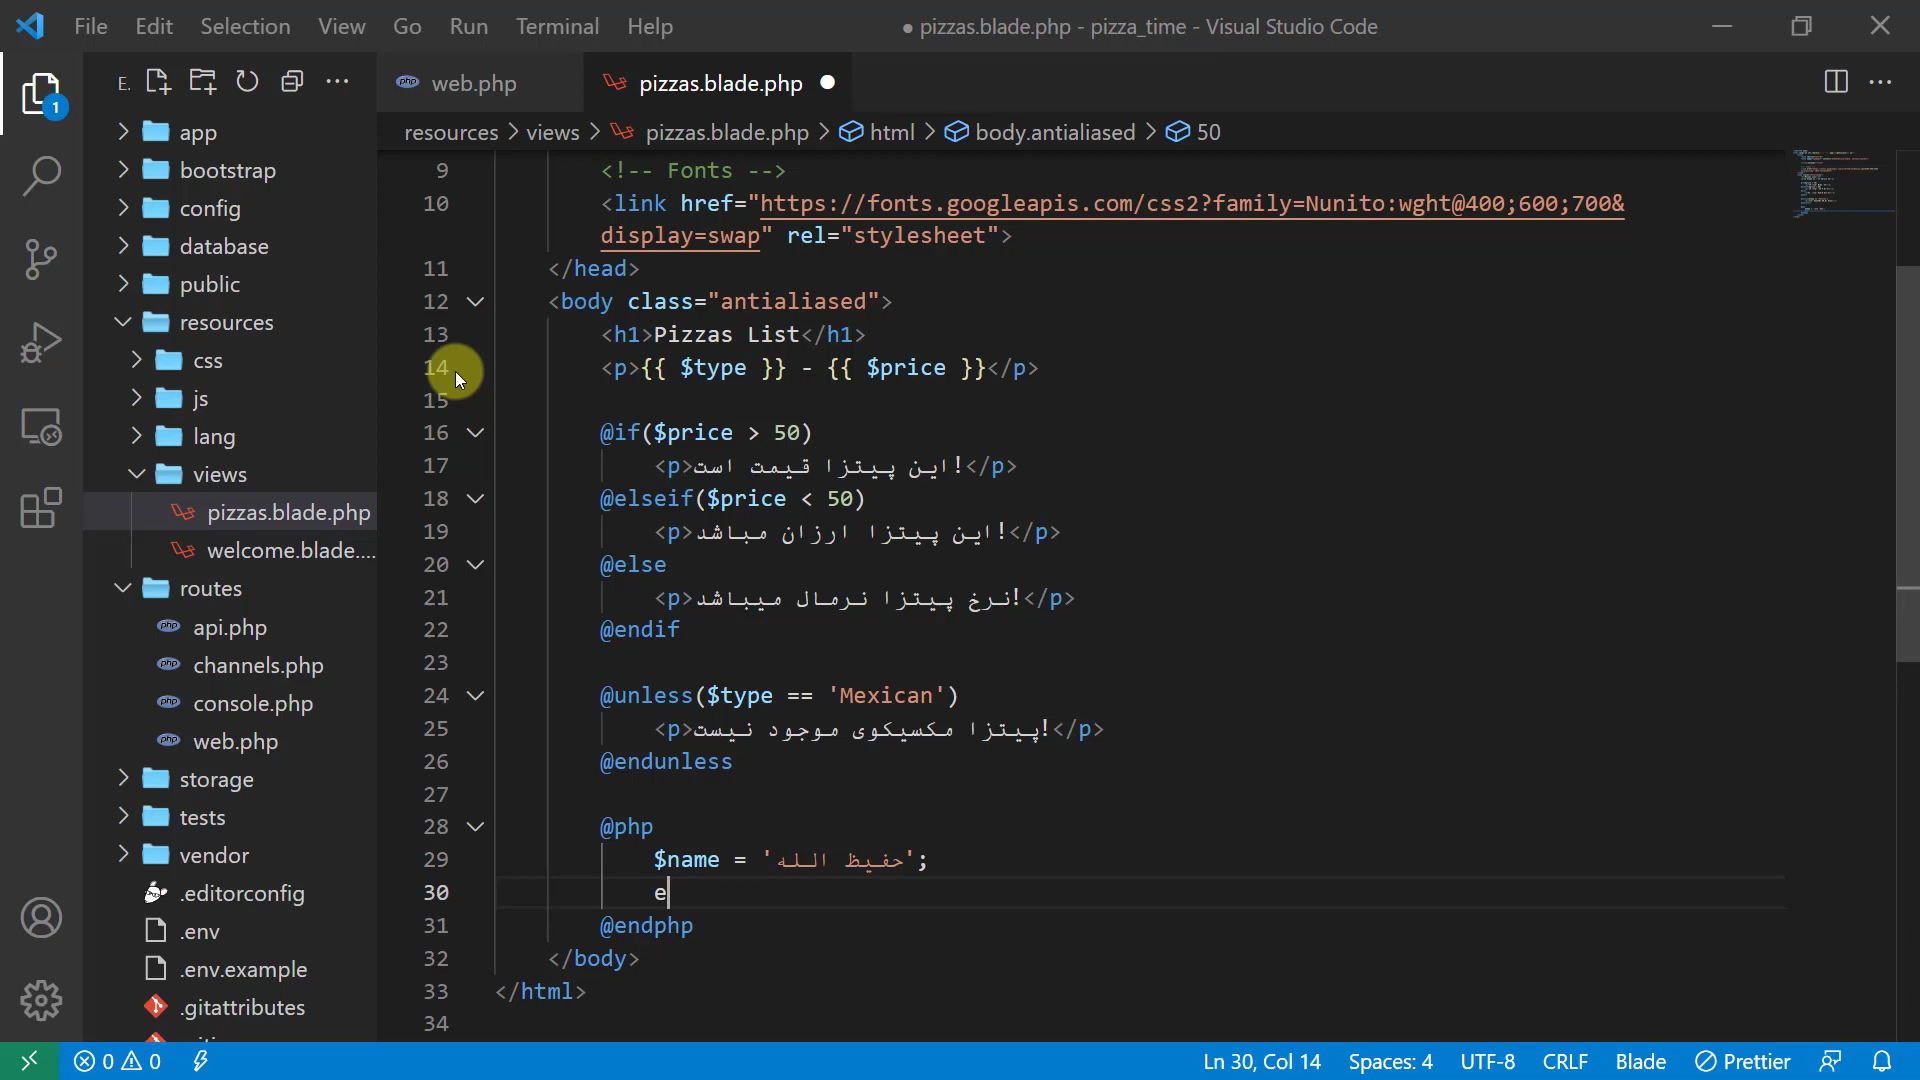 File Edit Selection View Go Run Terminal Help
● pizzas.blade.php - pizza_time - Visual Studio Code
E.
web.php
pizzas.blade.php
resources > views > pizzas.blade.php > html > body.antialiased > 50
1
app
bootstrap
config
database
public
resources
css
js
lang
views
pizzas.blade.php
welcome.blade....
routes
api.php
channels.php
console.php
web.php
storage
tests
vendor
.editorconfig
.env
.env.example
.gitattributes
9 <!-- Fonts -->
10 <link href="https://fonts.googleapis.com/css2?family=Nunito:wght@400;600;700&
display=swap" rel="stylesheet">
11 </head>
12 <body class="antialiased">
13 <h1>Pizzas List</h1>
14 <p>{{ $type }} - {{ $price }}</p>
15
16 @if($price > 50)
17 <p>این پیتزا قیمت است!</p>
18 @elseif($price < 50)
19 <p>این پیتزا ارزان مباشد!</p>
20 @else
21 <p>نرخ پیتزا نرمال میباشد!</p>
22 @endif
23
24 @unless($type == 'Mexican')
25 <p>پیتزا مکسیکوی موجود نیست!</p>
26 @endunless
27
28 @php
29 $name = 'حفیظ الله';
30 e
31 @endphp
32 </body>
33 </html>
34
0 0
Ln 30, Col 14 Spaces: 4 UTF-8 CRLF Blade Prettier